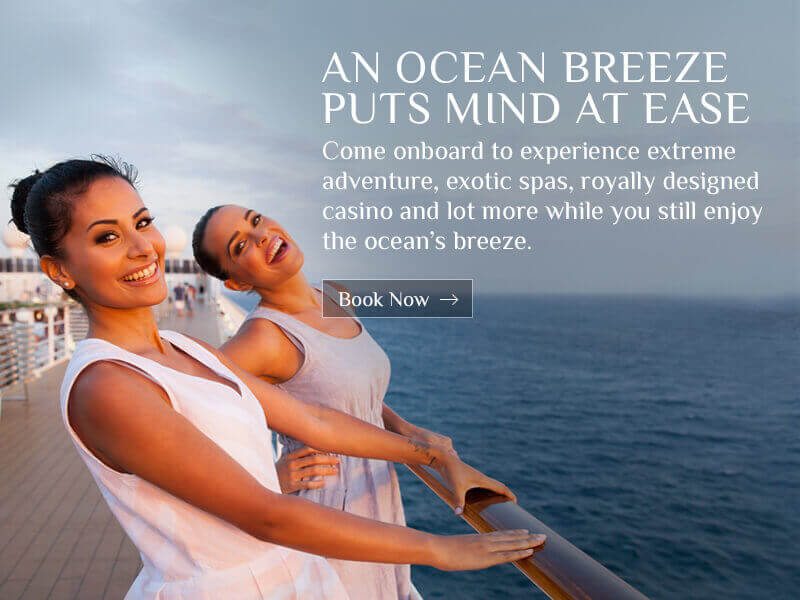 AN OCEAN BREEZE
PUTS MIND AT EASE
Come onboard to experience extreme
adventure, exotic spas, royally designed
casino and lot more while you still enjoy
the ocean’s breeze.
Book Now →